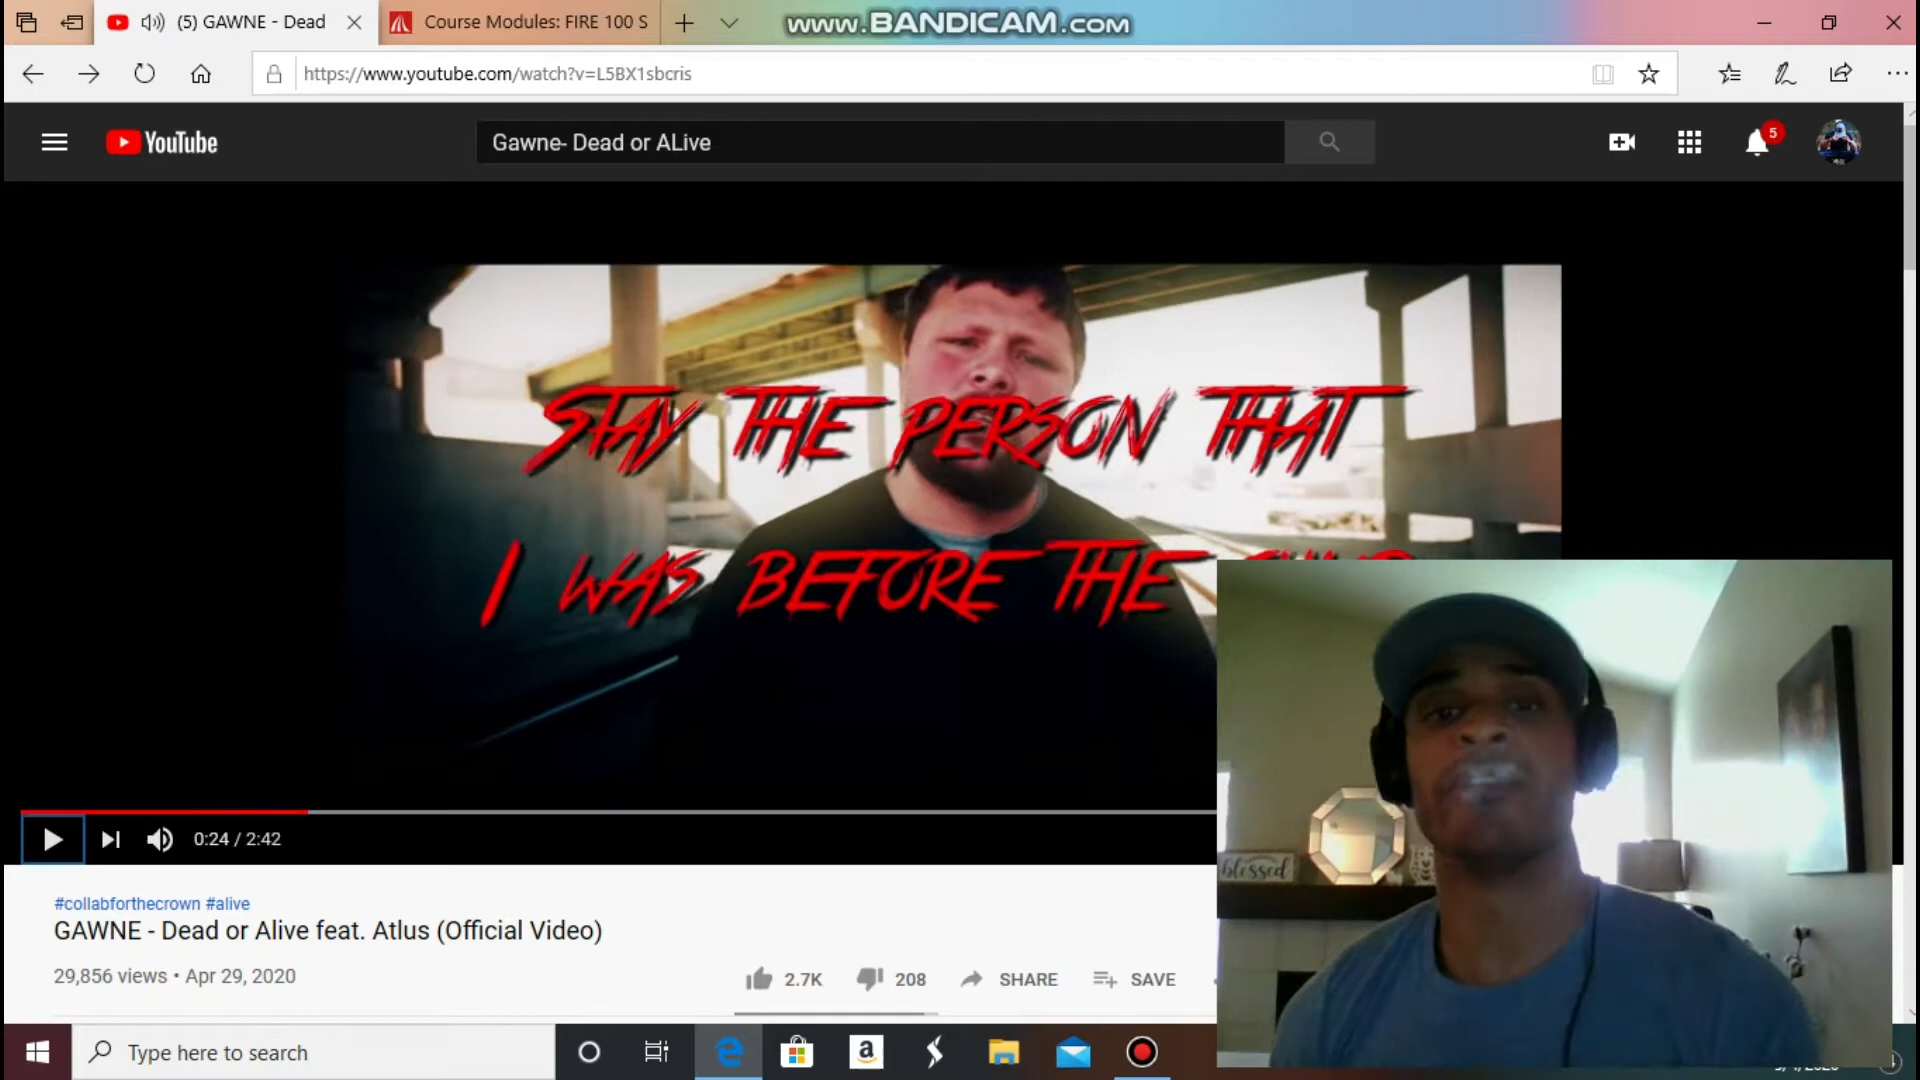 (5) GAWNE - Dead
Course Modules: FIRE 100 S
www.BANDICAM.com
https://www.youtube.com/watch?v=L5BX1sbcris
YouTube
Gawne- Dead or ALive
5
STAY THE PERSON THAT
I WAS BEFORE THE
blessed
0:24 / 2:42
#collabforthecrown #alive
GAWNE - Dead or Alive feat. Atlus (Official Video)
29,856 views • Apr 29, 2020
2.7K
208
SHARE
SAVE
Type here to search